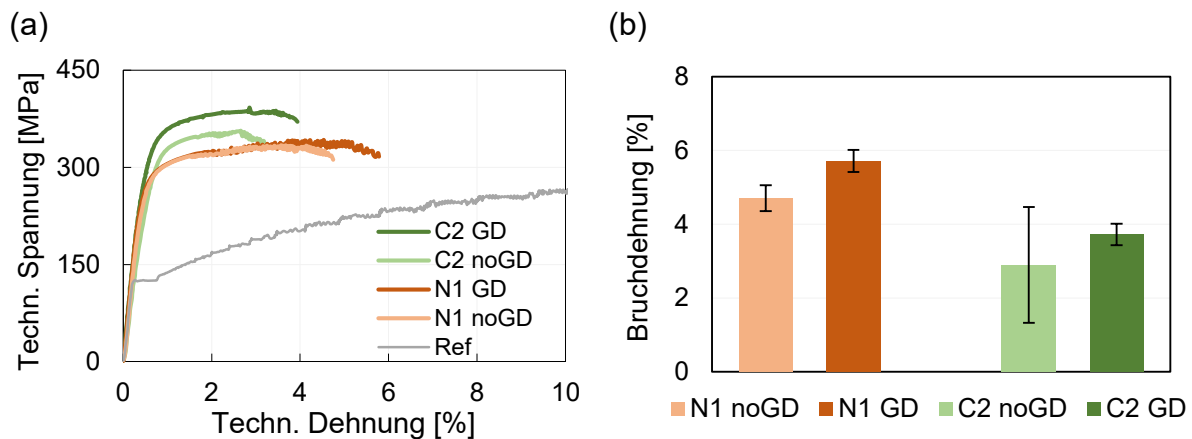 (a)
Techn. Spannung [MPa]
450
300
150
0
C2 GD
C2 noGD
N1 GD
N1 noGD
Ref
0 2 4 6 8 10
Techn. Dehnung [%]
(b)
Bruchdehnung [%]
8
6
4
2
0
N1 noGD N1 GD C2 noGD C2 GD